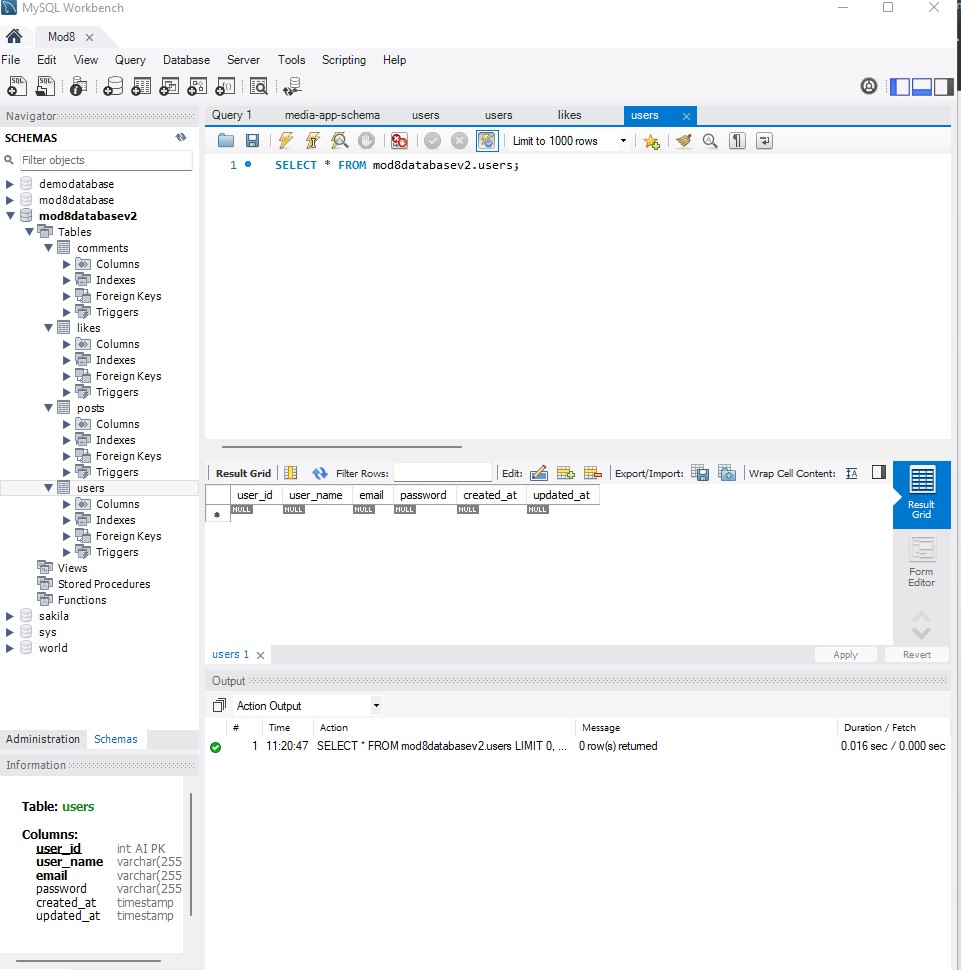 MySQL Workbench
Mod8
File Edit View Query Database Server Tools Scripting Help
Navigator
SCHEMAS
Filter objects
demodatabase
mod8database
mod8databasev2
Tables
comments
Columns
Indexes
Foreign Keys
Triggers
likes
Columns
Indexes
Foreign Keys
Triggers
posts
Columns
Indexes
Foreign Keys
Triggers
users
Columns
Indexes
Foreign Keys
Triggers
Views
Stored Procedures
Functions
sakila
sys
world
Administration Schemas
Information
Table: users
Columns:
user_id int AI PK
user_name varchar(255
email varchar(255
password varchar(255
created_at timestamp
updated_at timestamp
Query 1 media-app-schema users users likes users
Limit to 1000 rows
1 SELECT * FROM mod8databasev2.users;
Result Grid Filter Rows: Edit: Export/Import: Wrap Cell Content:
user_id user_name email password created_at updated_at
NULL NULL NULL NULL NULL NULL
Result
Grid
Form
Editor
users 1 Apply Revert
Output
Action Output
# Time Action Message Duration / Fetch
1 11:20:47 SELECT * FROM mod8databasev2.users LIMIT 0, ... 0 row(s) returned 0.016 sec / 0.000 sec